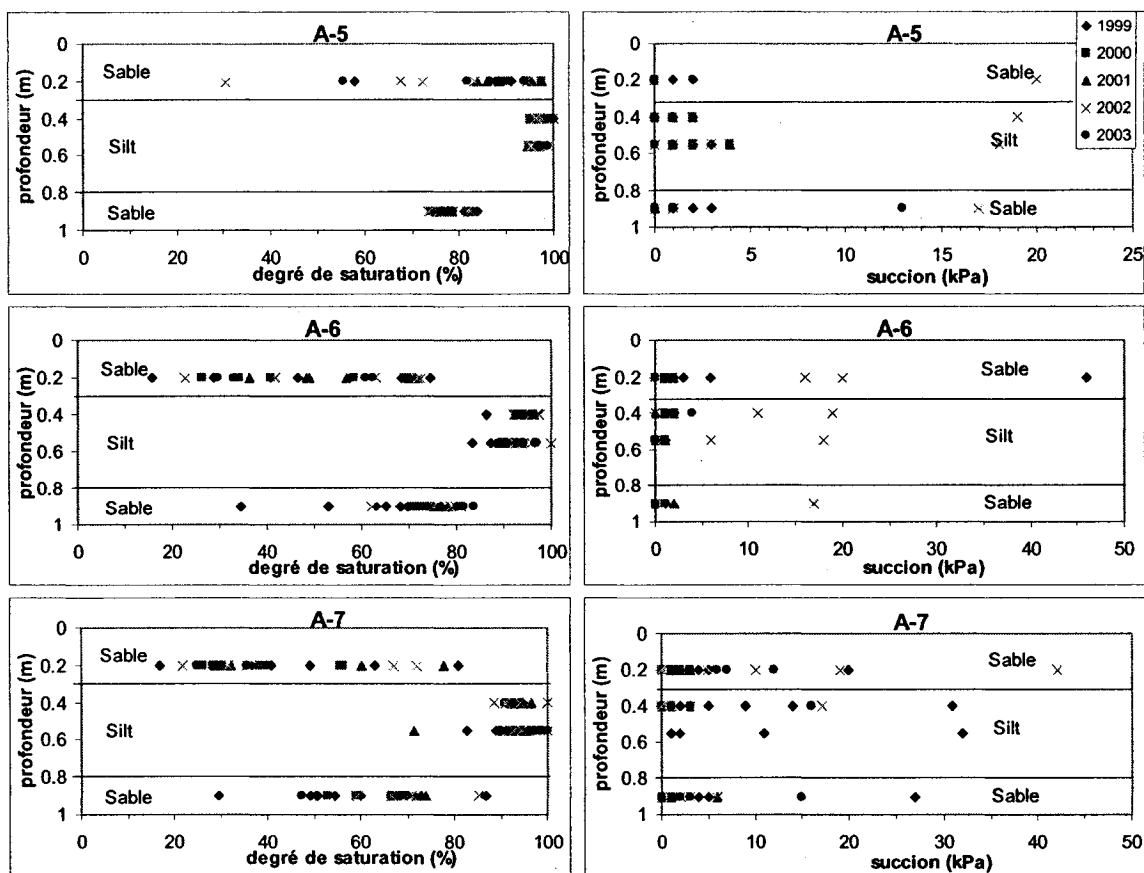 A-5
profondeur (m)
0
0.2
0.4
0.6
0.8
1
Sable
Silt
Sable
0 20 40 60 80 100
degré de saturation (%)
A-5
0
0.2
0.4
0.6
0.8
1
Sable
Silt
Sable
0 5 10 15 20 25
succion (kPa)
profondeur (m)
1999
2000
2001
2002
2003
A-6
profondeur (m)
0
0.2
0.4
0.6
0.8
1
Sable
Silt
Sable
0 20 40 60 80 100
degré de saturation (%)
A-6
profondeur (m)
0
0.2
0.4
0.6
0.8
1
Sable
Silt
Sable
0 10 20 30 40 50
succion (kPa)
A-7
profondeur (m)
0
0.2
0.4
0.6
0.8
1
Sable
Silt
Sable
0 20 40 60 80 100
degré de saturation (%)
A-7
profondeur (m)
0
0.2
0.4
0.6
0.8
1
Sable
Silt
Sable
0 10 20 30 40 50
succion (kPa)